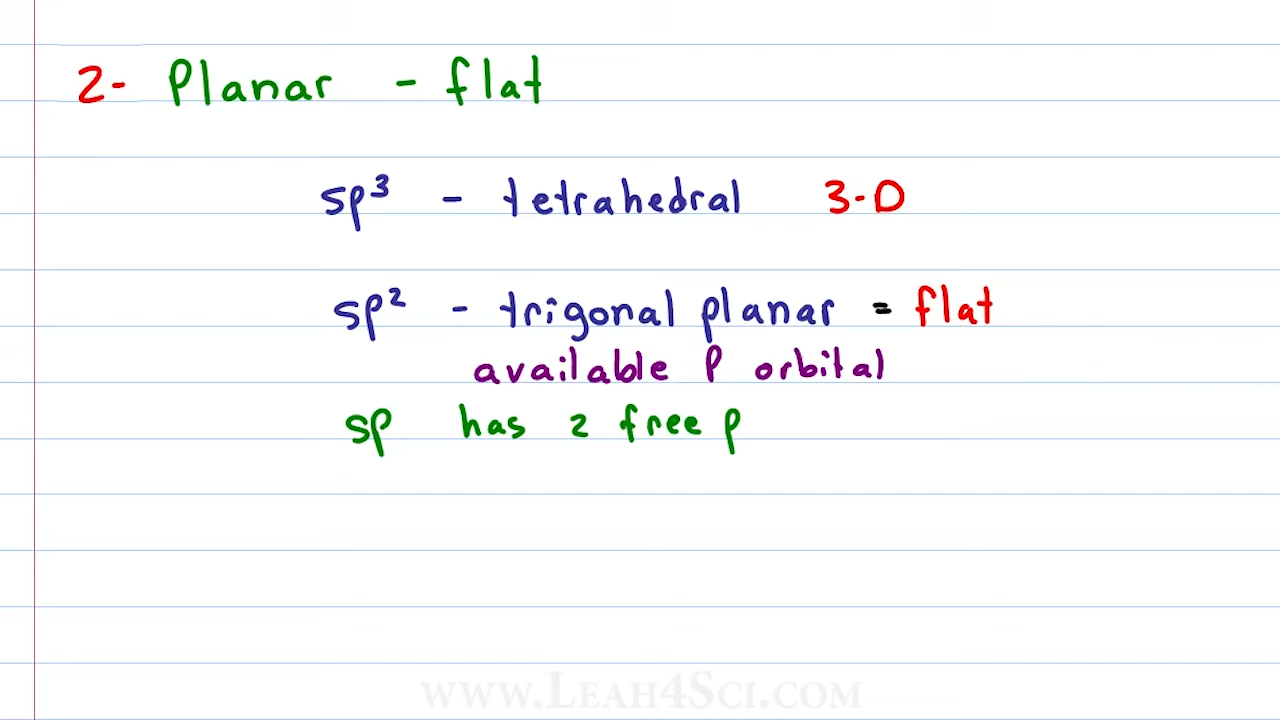 2- Planar - flat
sp³ - tetrahedral 3-D
sp² - trigonal planar = flat
available P orbital
sp has 2 free p
www.Leah4Sci.com